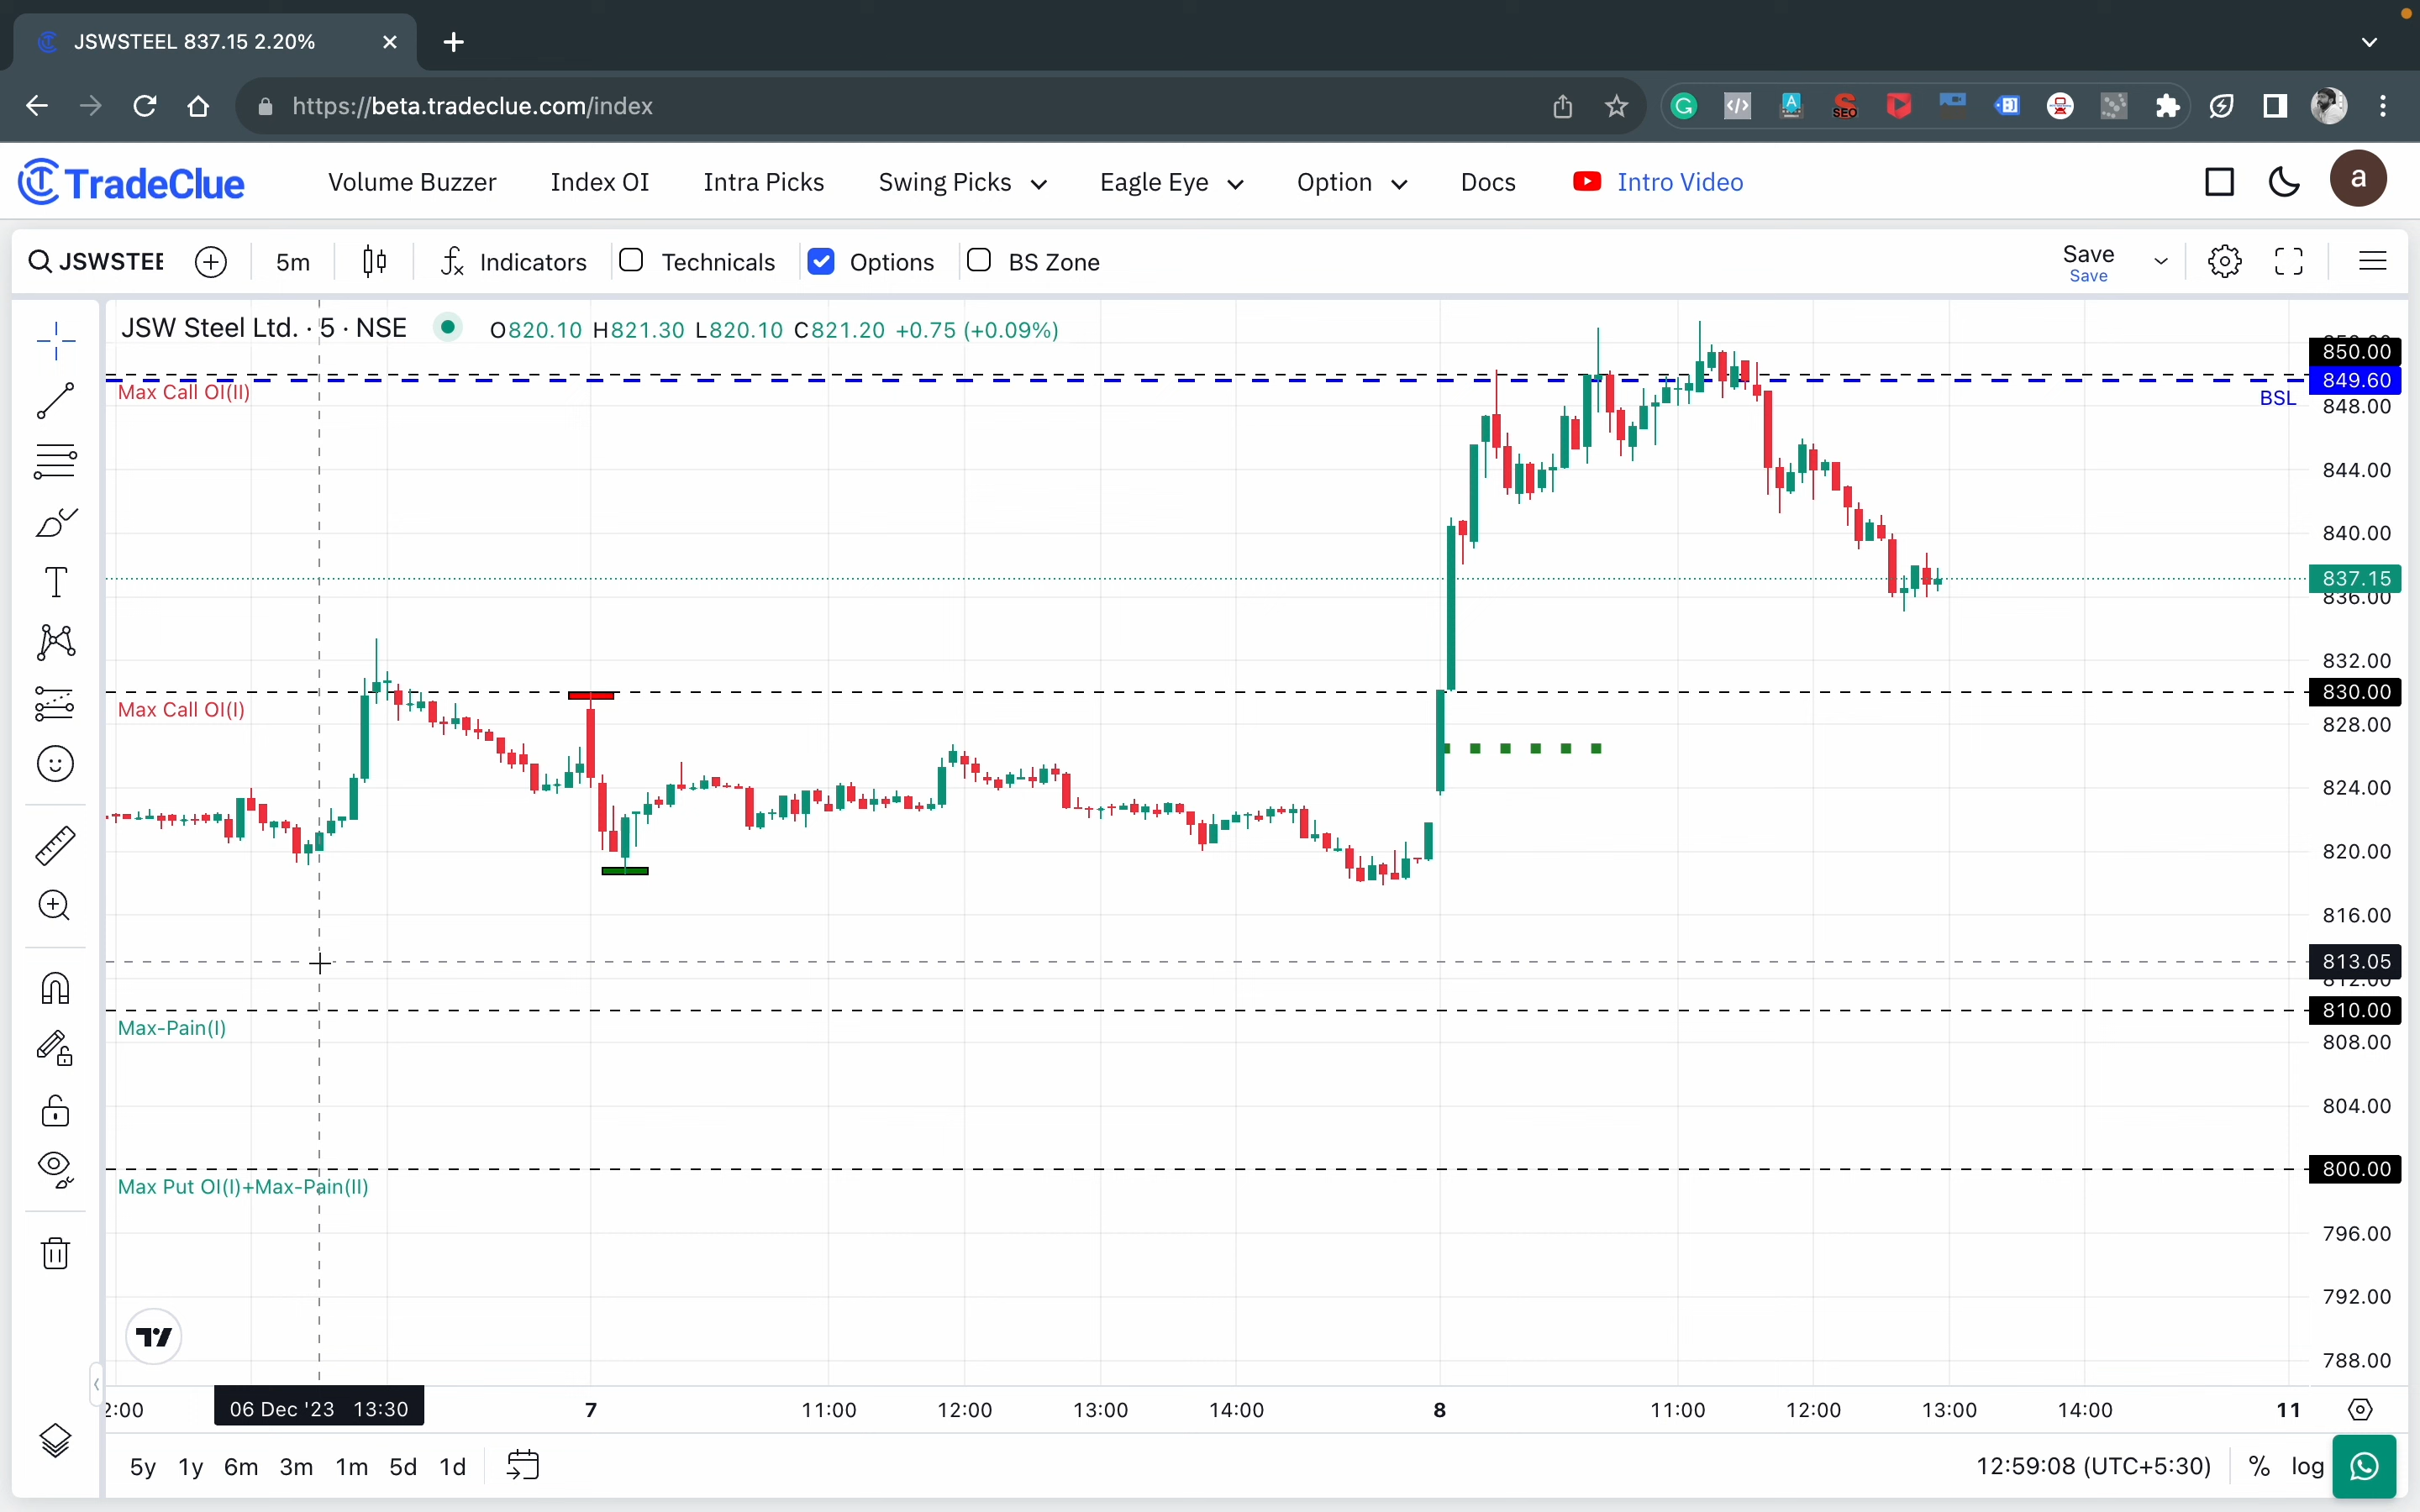 JSWSTEEL 837.15 2.20%
https://beta.tradeclue.com/index
TradeClue
Volume Buzzer
Index OI
Intra Picks
Swing Picks
Eagle Eye
Option
Docs
Intro Video
a
JSWSTEE
5m
Indicators
Technicals
Options
BS Zone
Save
Save
JSW Steel Ltd. · 5 · NSE
O820.10 H821.30 L820.10 C821.20 +0.75 (+0.09%)
850.00
Max Call OI(II)
849.60
BSL
848.00
844.00
840.00
837.15
836.00
832.00
830.00
Max Call OI(I)
828.00
824.00
820.00
816.00
813.05
812.00
810.00
Max-Pain(I)
808.00
804.00
800.00
Max Put OI(I)+Max-Pain(II)
796.00
792.00
788.00
2:00
06 Dec '23 13:30
7
11:00
12:00
13:00
14:00
8
11:00
12:00
13:00
14:00
11
5y 1y 6m 3m 1m 5d 1d
12:59:08 (UTC+5:30)
%
log
SEO